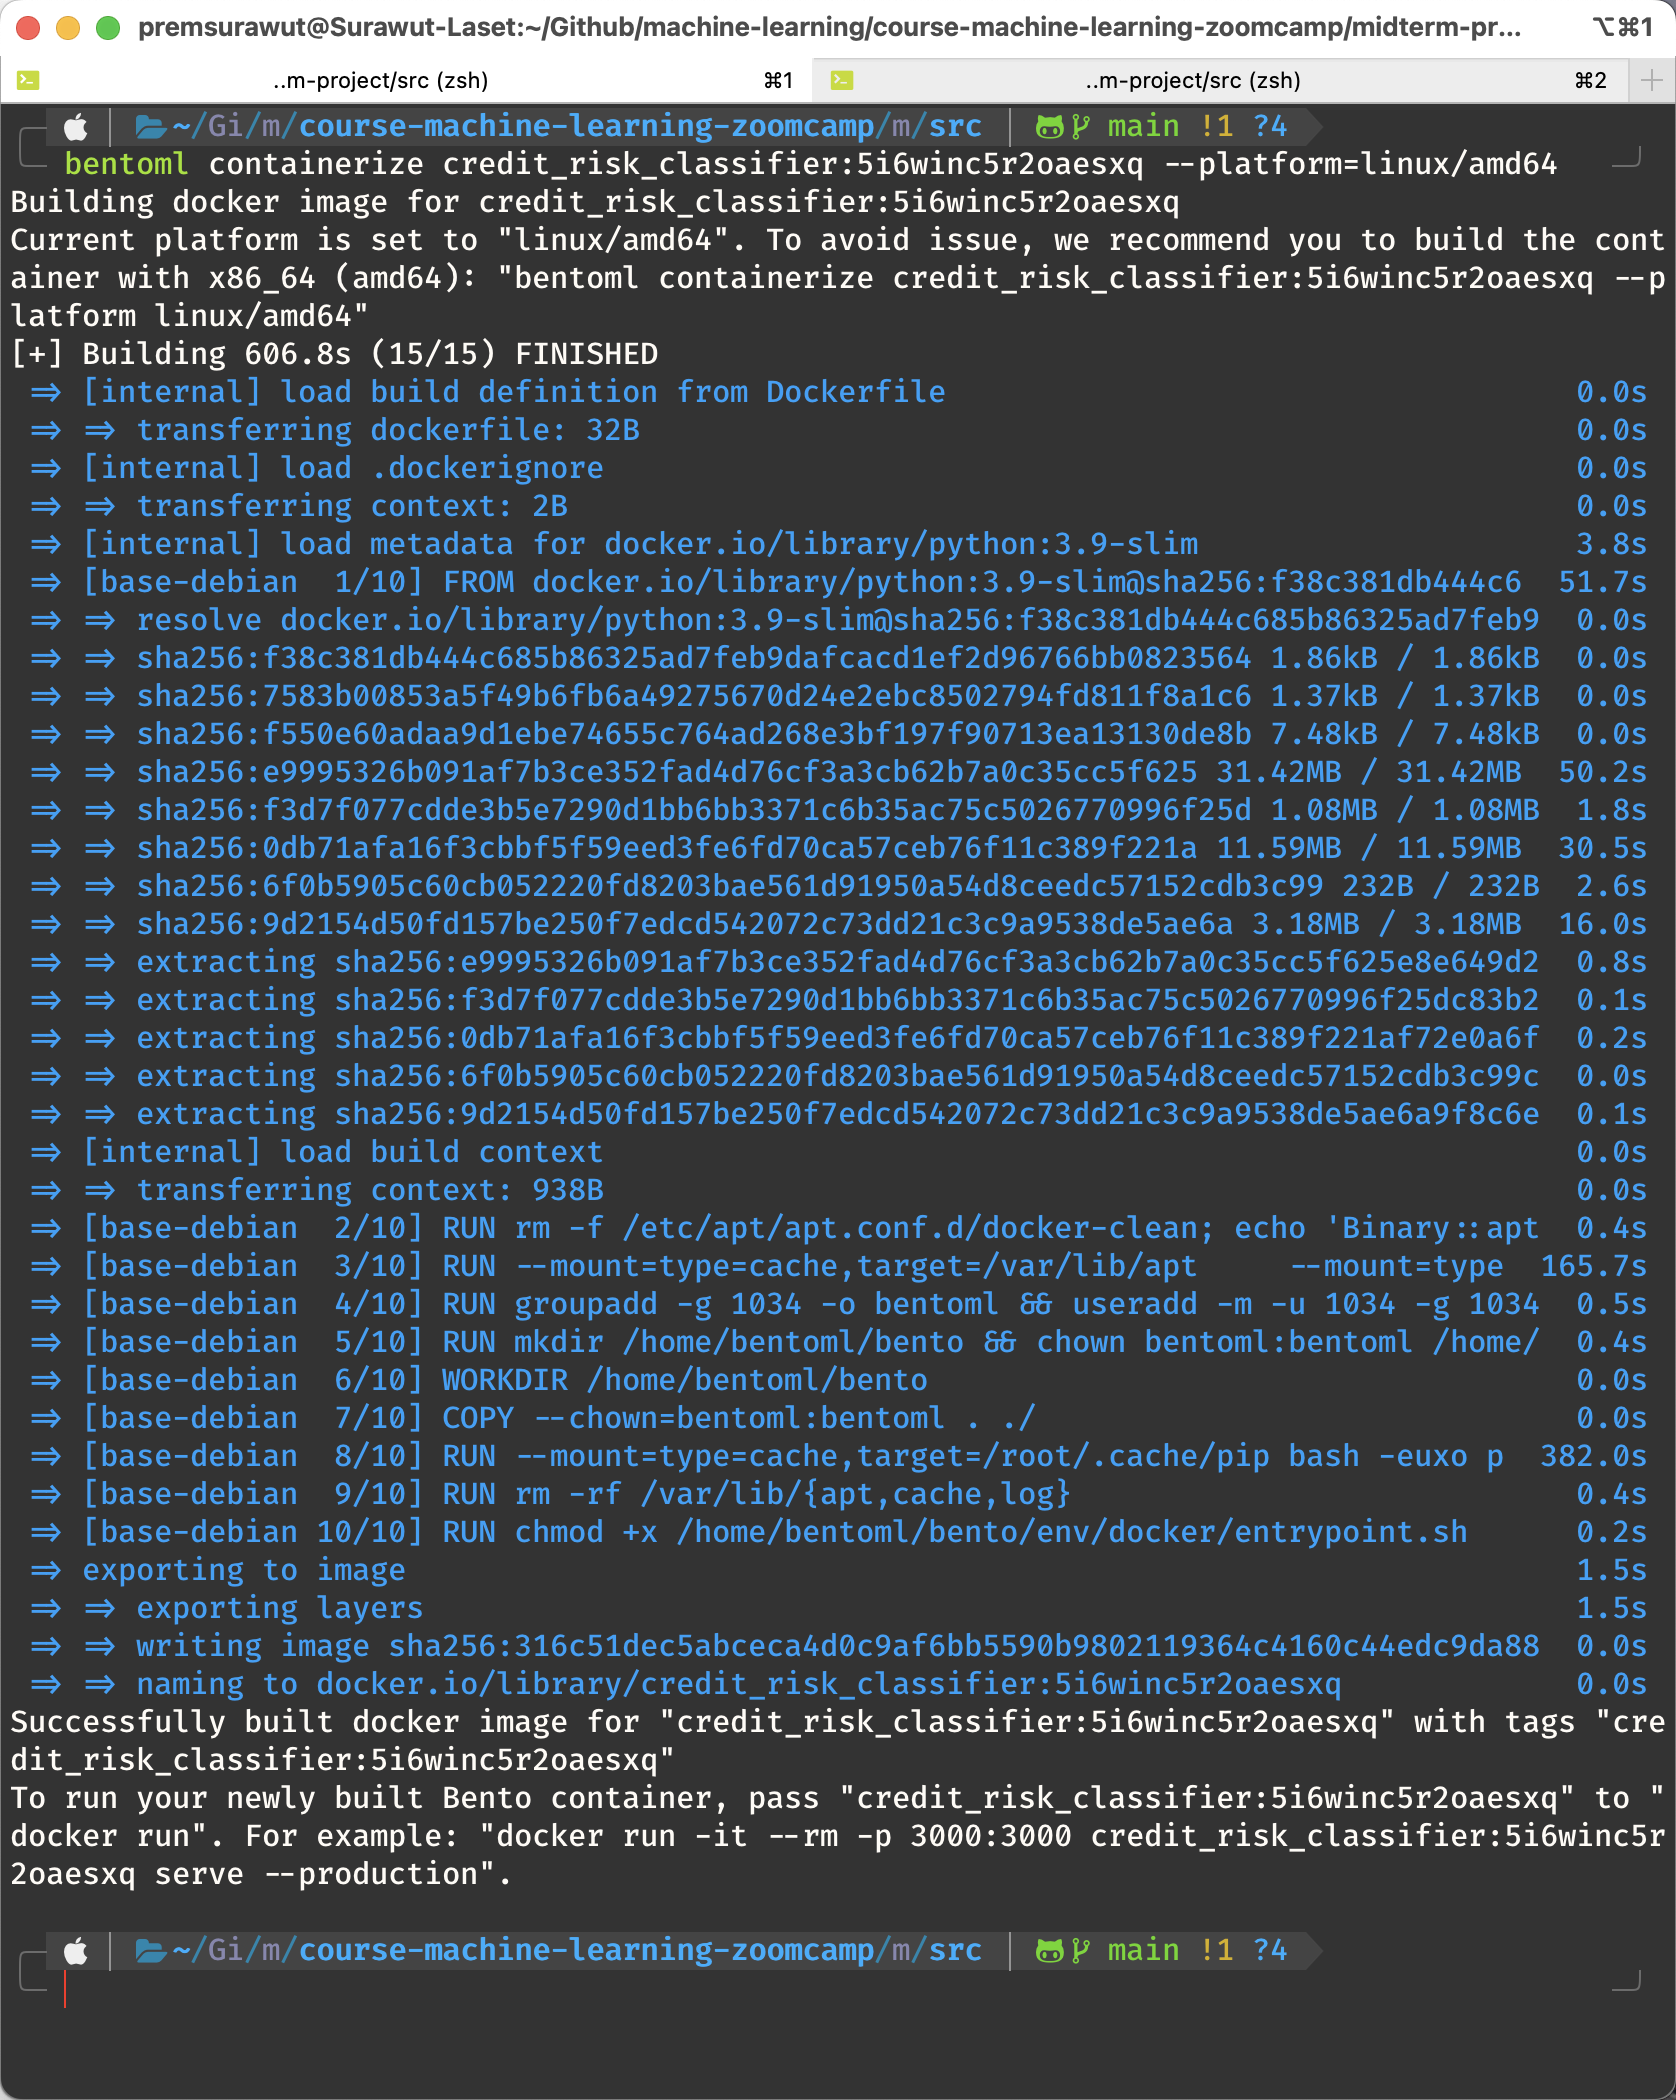 premsurawut@Surawut-Laset:~/Github/machine-learning/course-machine-learning-zoomcamp/midterm-pr... ⌥⌘1
..m-project/src (zsh) ⌘1 ..m-project/src (zsh) ⌘2
~/Gi/m/course-machine-learning-zoomcamp/m/src main !1 ?4
bentoml containerize credit_risk_classifier:5i6winc5r2oaesxq --platform=linux/amd64
Building docker image for credit_risk_classifier:5i6winc5r2oaesxq
Current platform is set to "linux/amd64". To avoid issue, we recommend you to build the cont
ainer with x86_64 (amd64): "bentoml containerize credit_risk_classifier:5i6winc5r2oaesxq --p
latform linux/amd64"
[+] Building 606.8s (15/15) FINISHED
=> [internal] load build definition from Dockerfile 0.0s
=> => transferring dockerfile: 32B 0.0s
=> [internal] load .dockerignore 0.0s
=> => transferring context: 2B 0.0s
=> [internal] load metadata for docker.io/library/python:3.9-slim 3.8s
=> [base-debian  1/10] FROM docker.io/library/python:3.9-slim@sha256:f38c381db444c6 51.7s
=> => resolve docker.io/library/python:3.9-slim@sha256:f38c381db444c685b86325ad7feb9 0.0s
=> => sha256:f38c381db444c685b86325ad7feb9dafcacd1ef2d96766bb0823564 1.86kB / 1.86kB 0.0s
=> => sha256:7583b00853a5f49b6fb6a49275670d24e2ebc8502794fd811f8a1c6 1.37kB / 1.37kB 0.0s
=> => sha256:f550e60adaa9d1ebe74655c764ad268e3bf197f90713ea13130de8b 7.48kB / 7.48kB 0.0s
=> => sha256:e9995326b091af7b3ce352fad4d76cf3a3cb62b7a0c35cc5f625 31.42MB / 31.42MB 50.2s
=> => sha256:f3d7f077cdde3b5e7290d1bb6bb3371c6b35ac75c5026770996f25d 1.08MB / 1.08MB 1.8s
=> => sha256:0db71afa16f3cbbf5f59eed3fe6fd70ca57ceb76f11c389f221a 11.59MB / 11.59MB 30.5s
=> => sha256:6f0b5905c60cb052220fd8203bae561d91950a54d8ceedc57152cdb3c99 232B / 232B 2.6s
=> => sha256:9d2154d50fd157be250f7edcd542072c73dd21c3c9a9538de5ae6a 3.18MB / 3.18MB 16.0s
=> => extracting sha256:e9995326b091af7b3ce352fad4d76cf3a3cb62b7a0c35cc5f625e8e649d2 0.8s
=> => extracting sha256:f3d7f077cdde3b5e7290d1bb6bb3371c6b35ac75c5026770996f25dc83b2 0.1s
=> => extracting sha256:0db71afa16f3cbbf5f59eed3fe6fd70ca57ceb76f11c389f221af72e0a6f 0.2s
=> => extracting sha256:6f0b5905c60cb052220fd8203bae561d91950a54d8ceedc57152cdb3c99c 0.0s
=> => extracting sha256:9d2154d50fd157be250f7edcd542072c73dd21c3c9a9538de5ae6a9f8c6e 0.1s
=> [internal] load build context 0.0s
=> => transferring context: 938B 0.0s
=> [base-debian  2/10] RUN rm -f /etc/apt/apt.conf.d/docker-clean; echo 'Binary::apt 0.4s
=> [base-debian  3/10] RUN --mount=type=cache,target=/var/lib/apt     --mount=type 165.7s
=> [base-debian  4/10] RUN groupadd -g 1034 -o bentoml && useradd -m -u 1034 -g 1034 0.5s
=> [base-debian  5/10] RUN mkdir /home/bentoml/bento && chown bentoml:bentoml /home/ 0.4s
=> [base-debian  6/10] WORKDIR /home/bentoml/bento 0.0s
=> [base-debian  7/10] COPY --chown=bentoml:bentoml . ./ 0.0s
=> [base-debian  8/10] RUN --mount=type=cache,target=/root/.cache/pip bash -euxo p 382.0s
=> [base-debian  9/10] RUN rm -rf /var/lib/{apt,cache,log} 0.4s
=> [base-debian 10/10] RUN chmod +x /home/bentoml/bento/env/docker/entrypoint.sh 0.2s
=> exporting to image 1.5s
=> => exporting layers 1.5s
=> => writing image sha256:316c51dec5abceca4d0c9af6bb5590b9802119364c4160c44edc9da88 0.0s
=> => naming to docker.io/library/credit_risk_classifier:5i6winc5r2oaesxq 0.0s
Successfully built docker image for "credit_risk_classifier:5i6winc5r2oaesxq" with tags "cre
dit_risk_classifier:5i6winc5r2oaesxq"
To run your newly built Bento container, pass "credit_risk_classifier:5i6winc5r2oaesxq" to "
docker run". For example: "docker run -it --rm -p 3000:3000 credit_risk_classifier:5i6winc5r
2oaesxq serve --production".
~/Gi/m/course-machine-learning-zoomcamp/m/src main !1 ?4